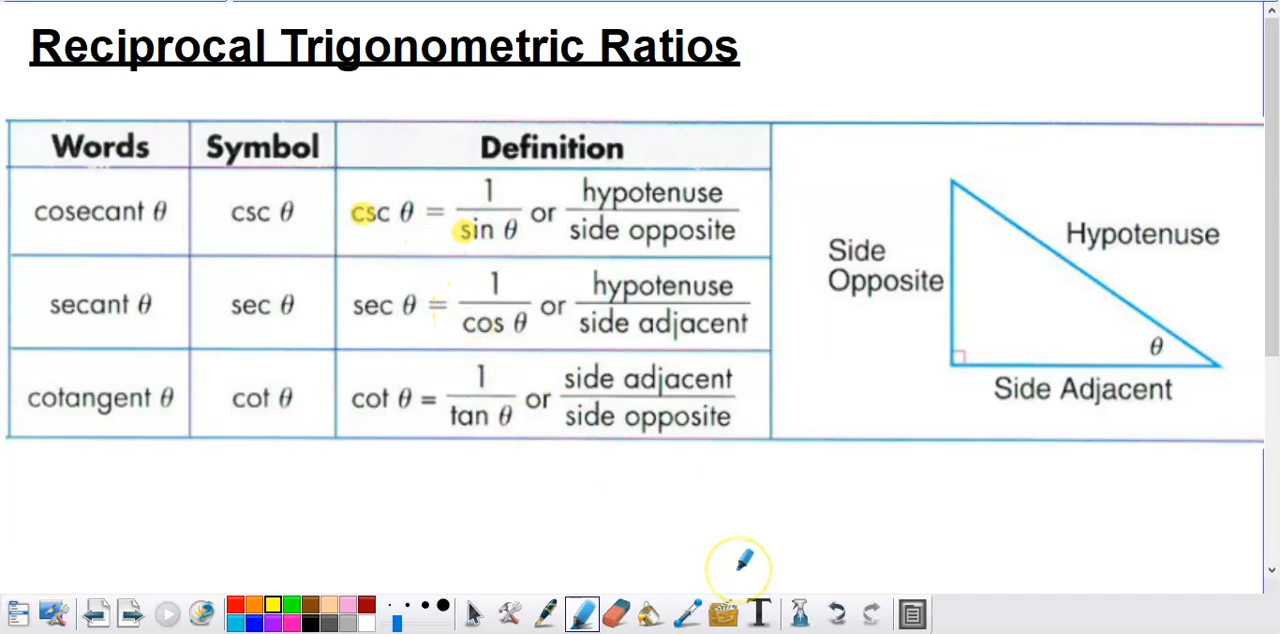 Reciprocal Trigonometric Ratios
Words Symbol Definition
cosecant θ csc θ csc θ = 1/sin θ or hypotenuse/side opposite
secant θ sec θ sec θ = 1/cos θ or hypotenuse/side adjacent
cotangent θ cot θ cot θ = 1/tan θ or side adjacent/side opposite
Side
Opposite
Hypotenuse
θ
Side Adjacent
T